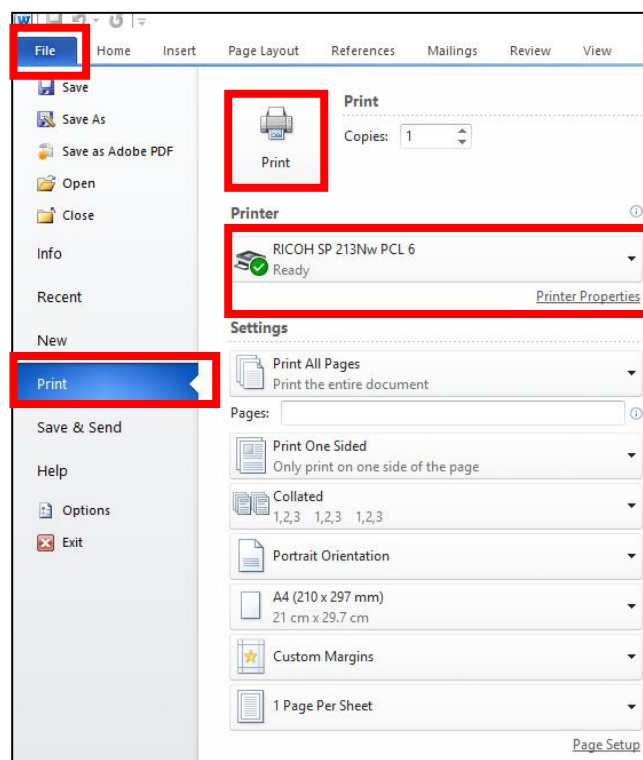 W
File Home Insert Page Layout References Mailings Review View
Save
Save As
Save as Adobe PDF
Open
Close
Info
Recent
New
Print
Save & Send
Help
Options
Exit
Print
Print
Copies: 1
Printer
RICOH SP 213Nw PCL 6
Ready
Printer Properties
Settings
Print All Pages
Print the entire document
Pages:
Print One Sided
Only print on one side of the page
Collated
1,2,3 1,2,3 1,2,3
Portrait Orientation
A4 (210 x 297 mm)
21 cm x 29.7 cm
Custom Margins
1 Page Per Sheet
Page Setup